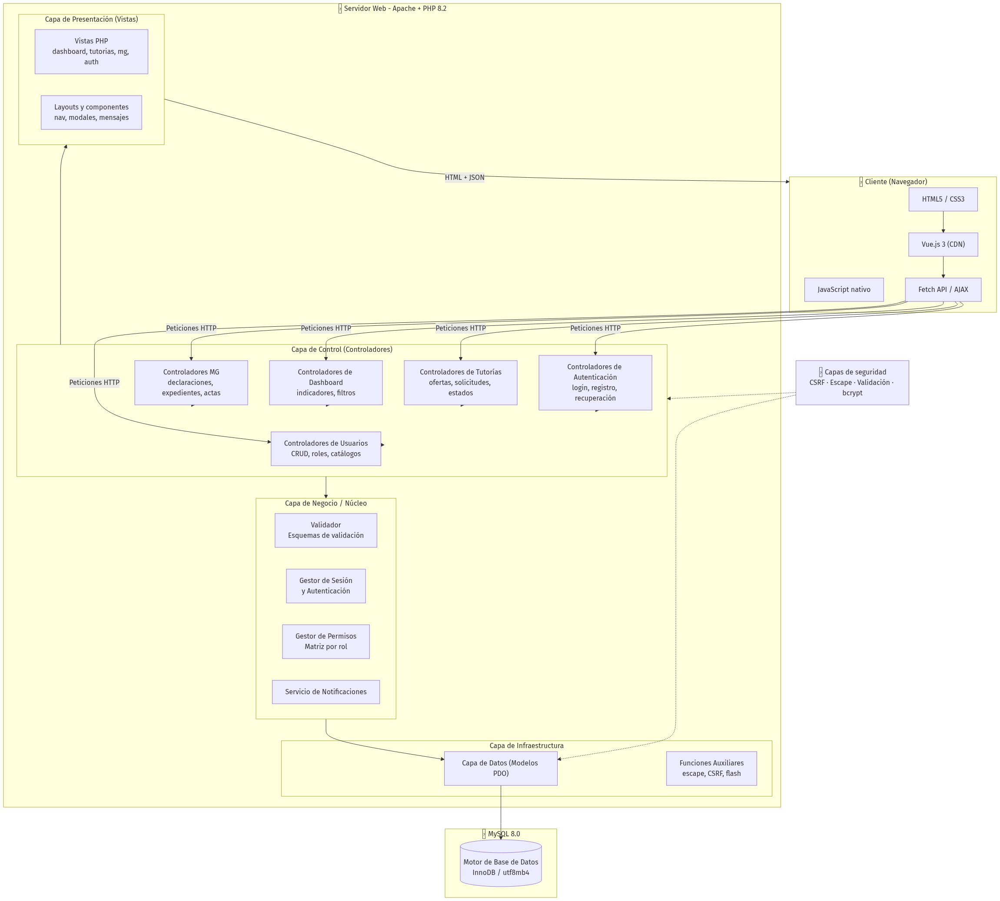 Servidor Web - Apache + PHP 8.2
Capa de Presentación (Vistas)
Vistas PHP
dashboard, tutorias, mg,
auth
Layouts y componentes
nav, modales, mensajes
HTML + JSON
Cliente (Navegador)
HTML5 / CSS3
Vue.js 3 (CDN)
JavaScript nativo
Fetch API / AJAX
Peticiones HTTP
Peticiones HTTP
Peticiones HTTP
Peticiones HTTP
Peticiones HTTP
Capa de Control (Controladores)
Controladores MG
declaraciones,
expedientes, actas
Controladores de
Dashboard
indicadores, filtros
Controladores de Tutorías
ofertas, solicitudes,
estados
Controladores de
Autenticación
login, registro,
recuperación
Capas de seguridad
CSRF · Escape · Validación ·
bcrypt
Controladores de Usuarios
CRUD, roles, catálogos
Capa de Negocio / Núcleo
Validador
Esquemas de validación
Gestor de Sesión
y Autenticación
Gestor de Permisos
Matriz por rol
Servicio de Notificaciones
Capa de Infraestructura
Capa de Datos (Modelos
PDO)
Funciones Auxiliares
escape, CSRF, flash
MySQL 8.0
Motor de Base de Datos
InnoDB / utf8mb4